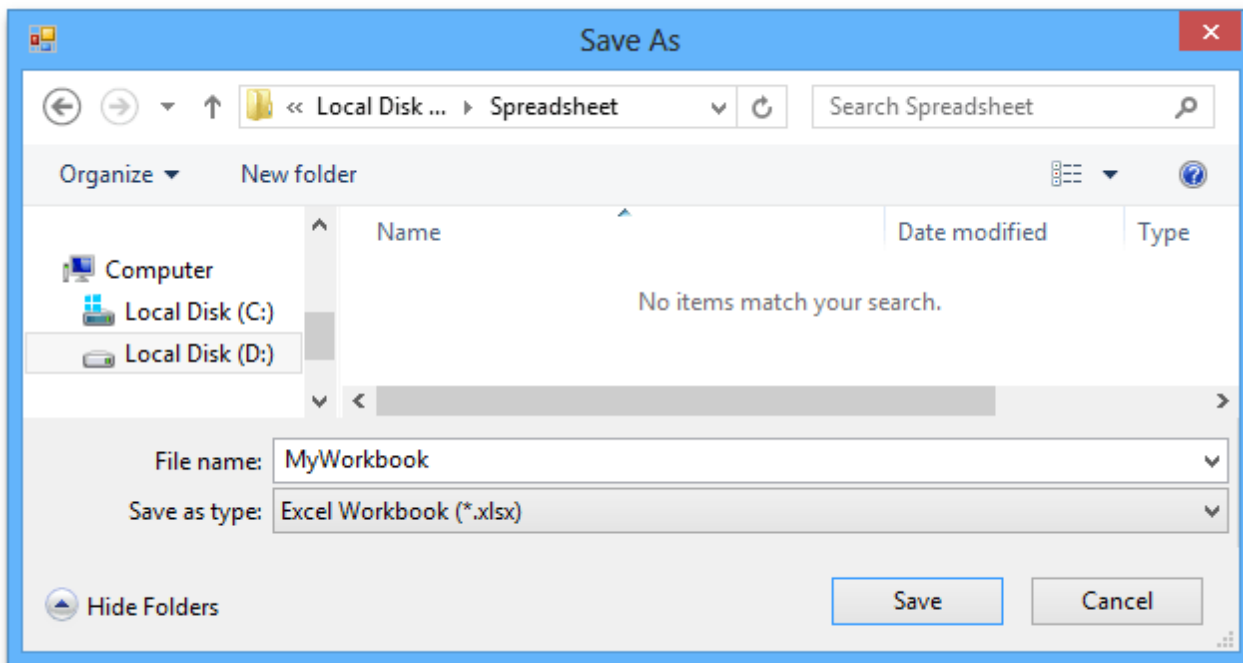 Save As
« Local Disk ... Spreadsheet
Search Spreadsheet
Organize
New folder
Name
Date modified
Type
Computer
Local Disk (C:)
Local Disk (D:)
No items match your search.
File name: MyWorkbook
Save as type: Excel Workbook (*.xlsx)
Hide Folders
Save
Cancel